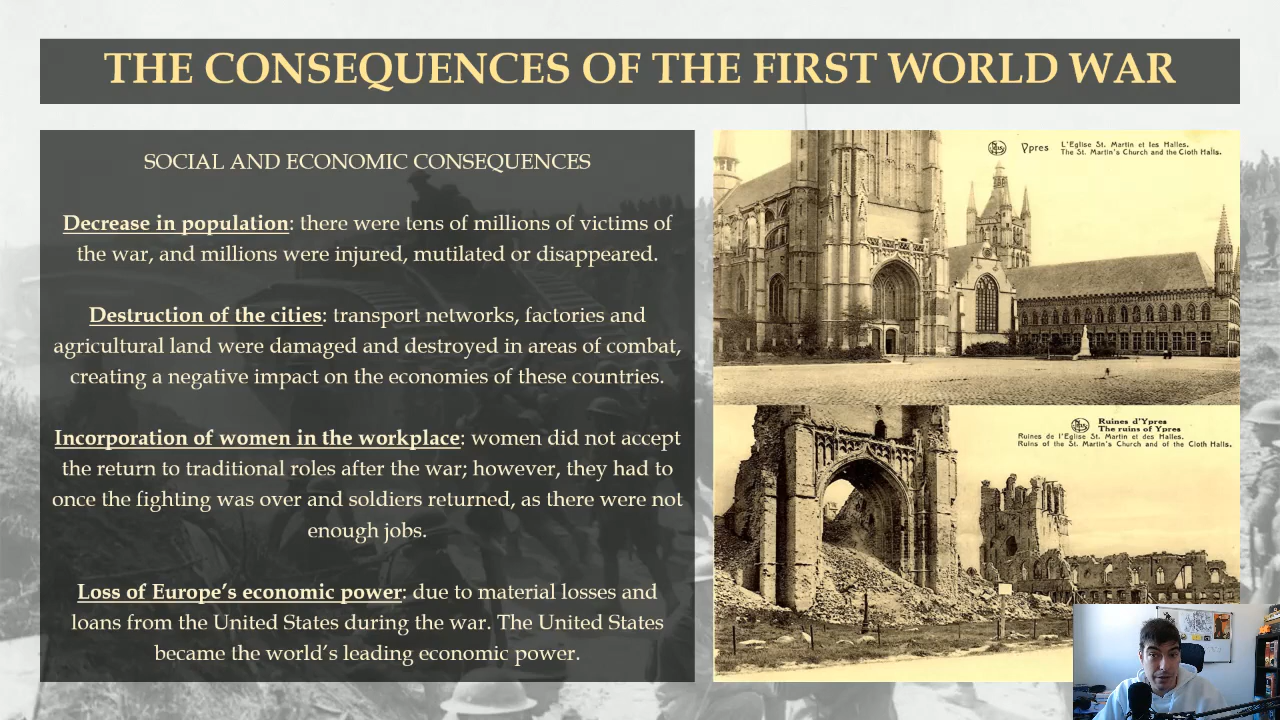 THE CONSEQUENCES OF THE FIRST WORLD WAR
SOCIAL AND ECONOMIC CONSEQUENCES
Decrease in population: there were tens of millions of victims of
the war, and millions were injured, mutilated or disappeared.
Destruction of the cities: transport networks, factories and
agricultural land were damaged and destroyed in areas of combat,
creating a negative impact on the economies of these countries.
Incorporation of women in the workplace: women did not accept
the return to traditional roles after the war; however, they had to
once the fighting was over and soldiers returned, as there were not
enough jobs.
Loss of Europe’s economic power: due to material losses and
loans from the United States during the war. The United States
became the world’s leading economic power.
Ypres
L'Eglise St. Martin et les Halles.
The St. Martin's Church and the Cloth Halls.
Ruines d'Ypres
The ruins of Ypres
Ruines de l'Eglise St. Martin et des Halles.
Ruins of the St. Martin's Church and of the Cloth Halls.